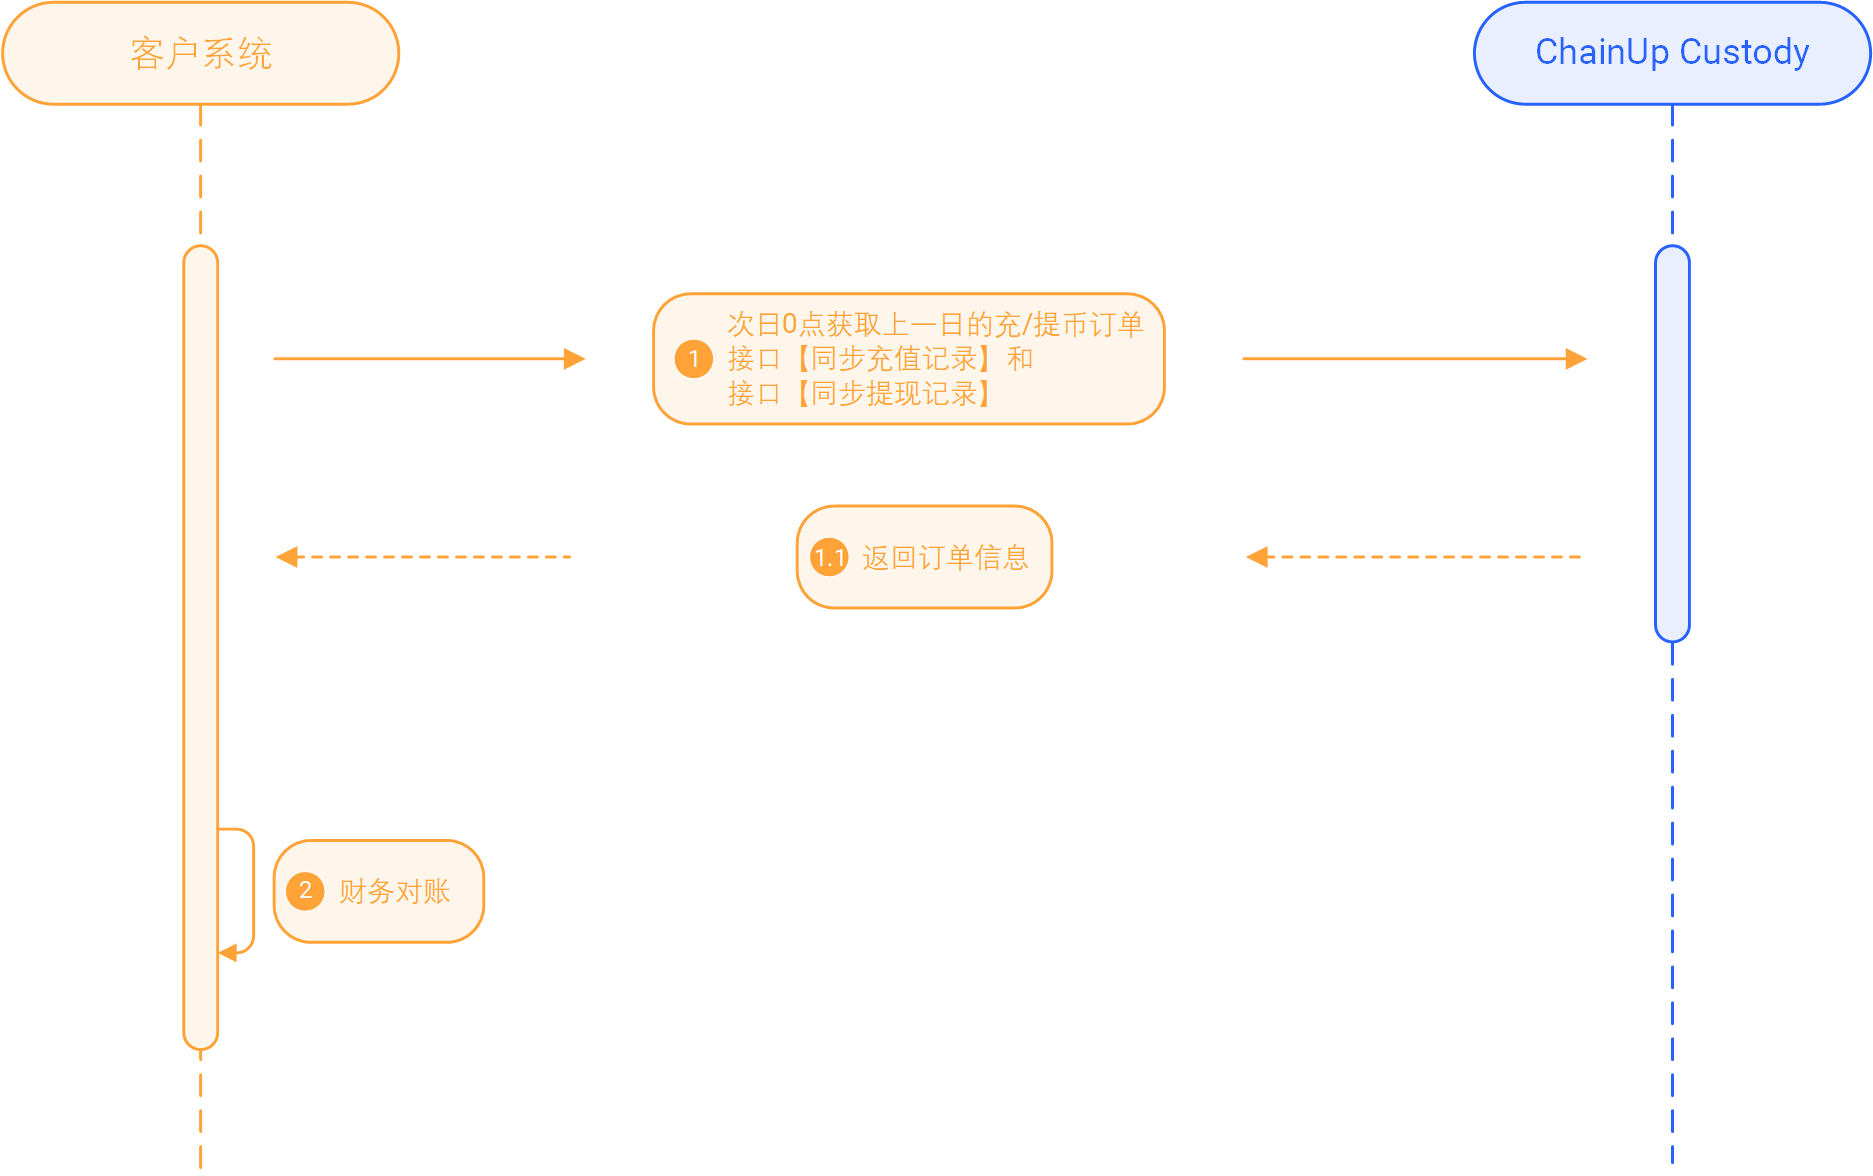 客户系统
ChainUp Custody
1
次日0点获取上一日的充/提币订单
接口【同步充值记录】和
接口【同步提现记录】
1.1 返回订单信息
2 财务对账